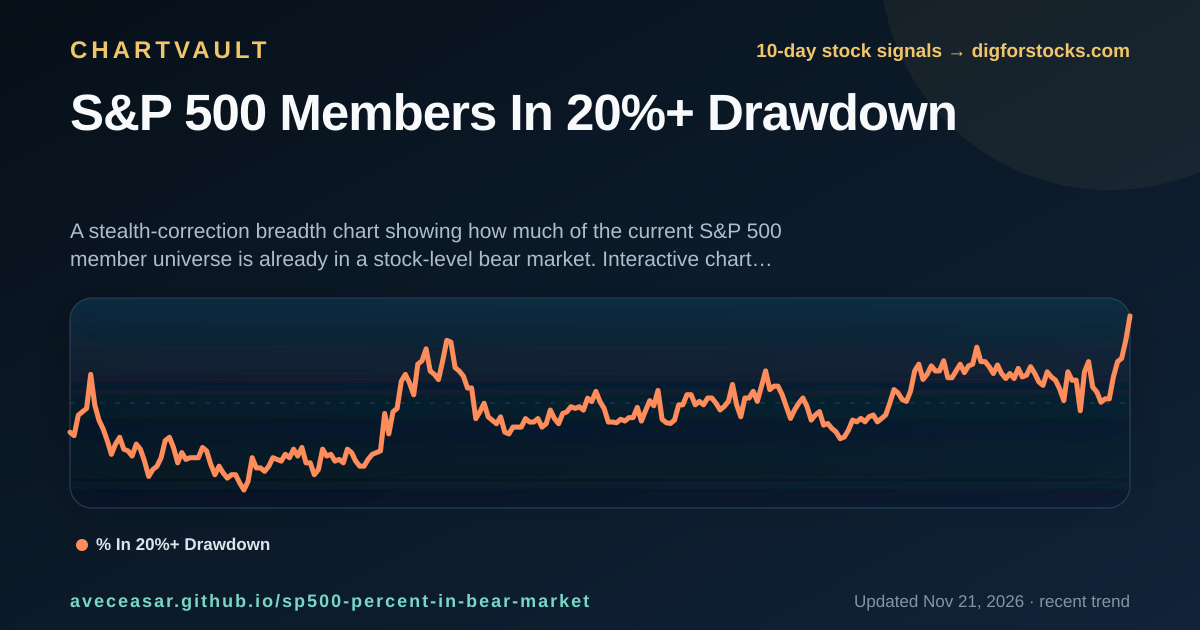 CHARTVAULT
10-day stock signals → digforstocks.com
S&P 500 Members In 20%+ Drawdown
A stealth-correction breadth chart showing how much of the current S&P 500
member universe is already in a stock-level bear market. Interactive chart…
% In 20%+ Drawdown
aveceasar.github.io/sp500-percent-in-bear-market
Updated Nov 21, 2026 · recent trend